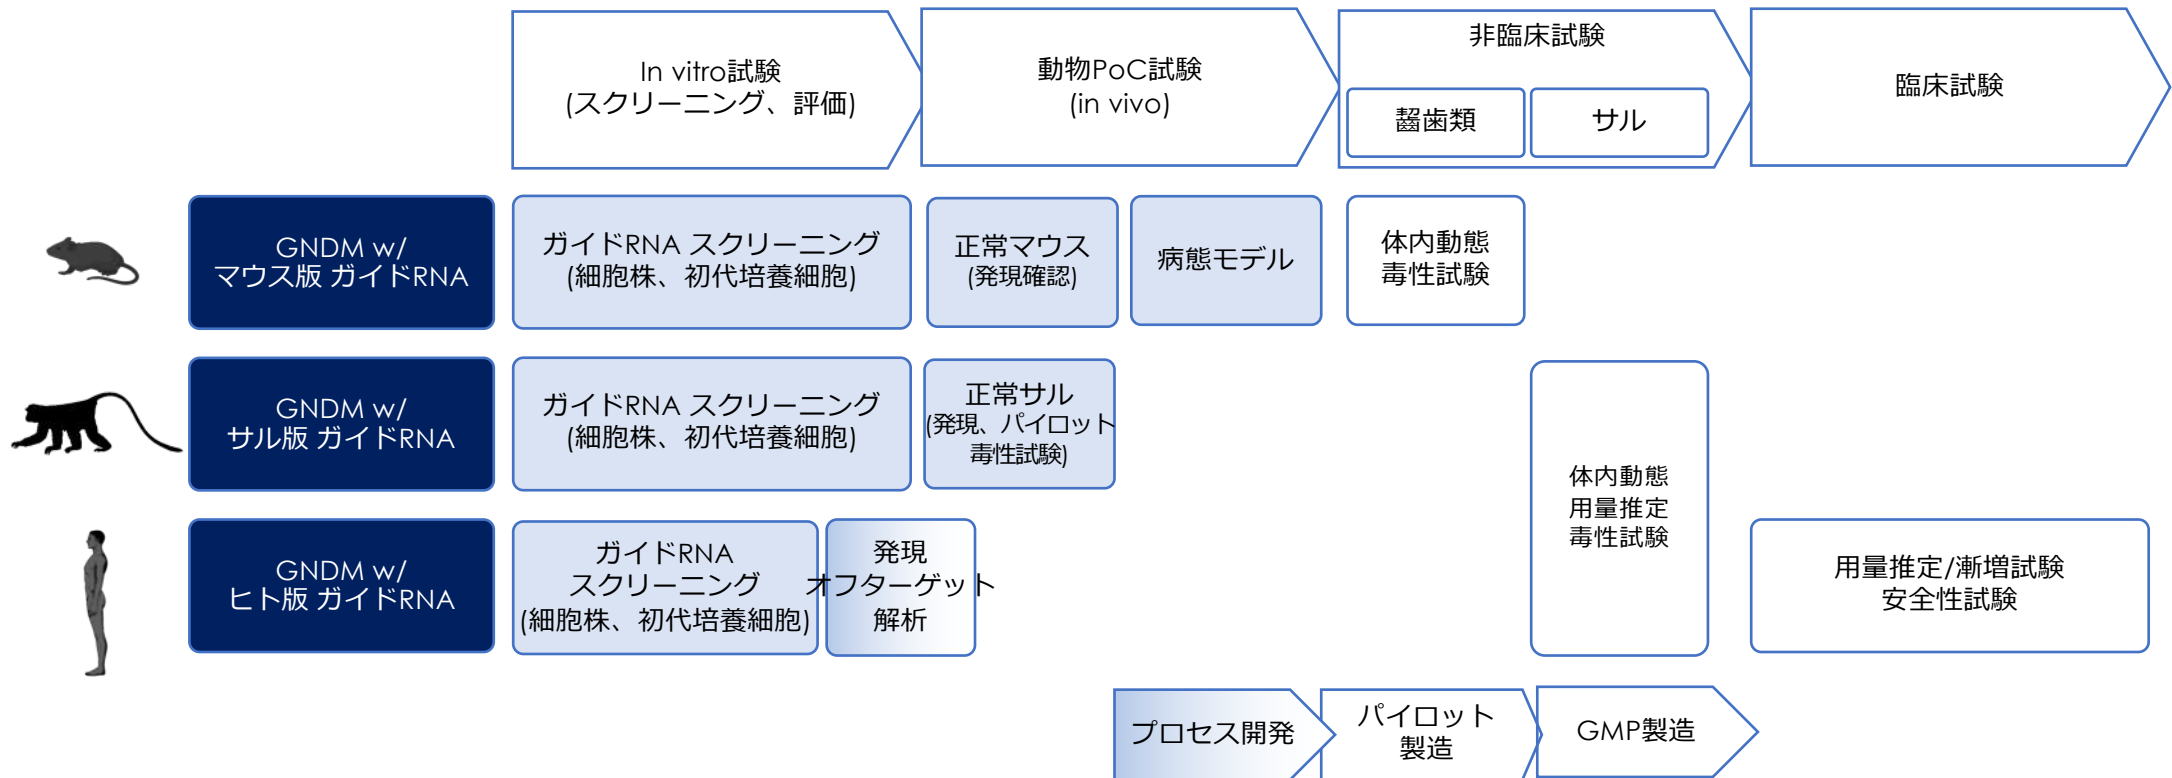 In vitro試験
(スクリーニング、評価)
動物PoC試験
(in vivo)
非臨床試験
齧歯類
サル
臨床試験
GNDM w/
マウス版 ガイドRNA
ガイドRNA スクリーニング
(細胞株、初代培養細胞)
正常マウス
(発現確認)
病態モデル
体内動態
毒性試験
GNDM w/
サル版 ガイドRNA
ガイドRNA スクリーニング
(細胞株、初代培養細胞)
正常サル
(発現、パイロット
毒性試験)
体内動態
用量推定
毒性試験
GNDM w/
ヒト版 ガイドRNA
ガイドRNA
スクリーニング
(細胞株、初代培養細胞)
発現
オフターゲット
解析
用量推定/漸増試験
安全性試験
プロセス開発
パイロット
製造
GMP製造